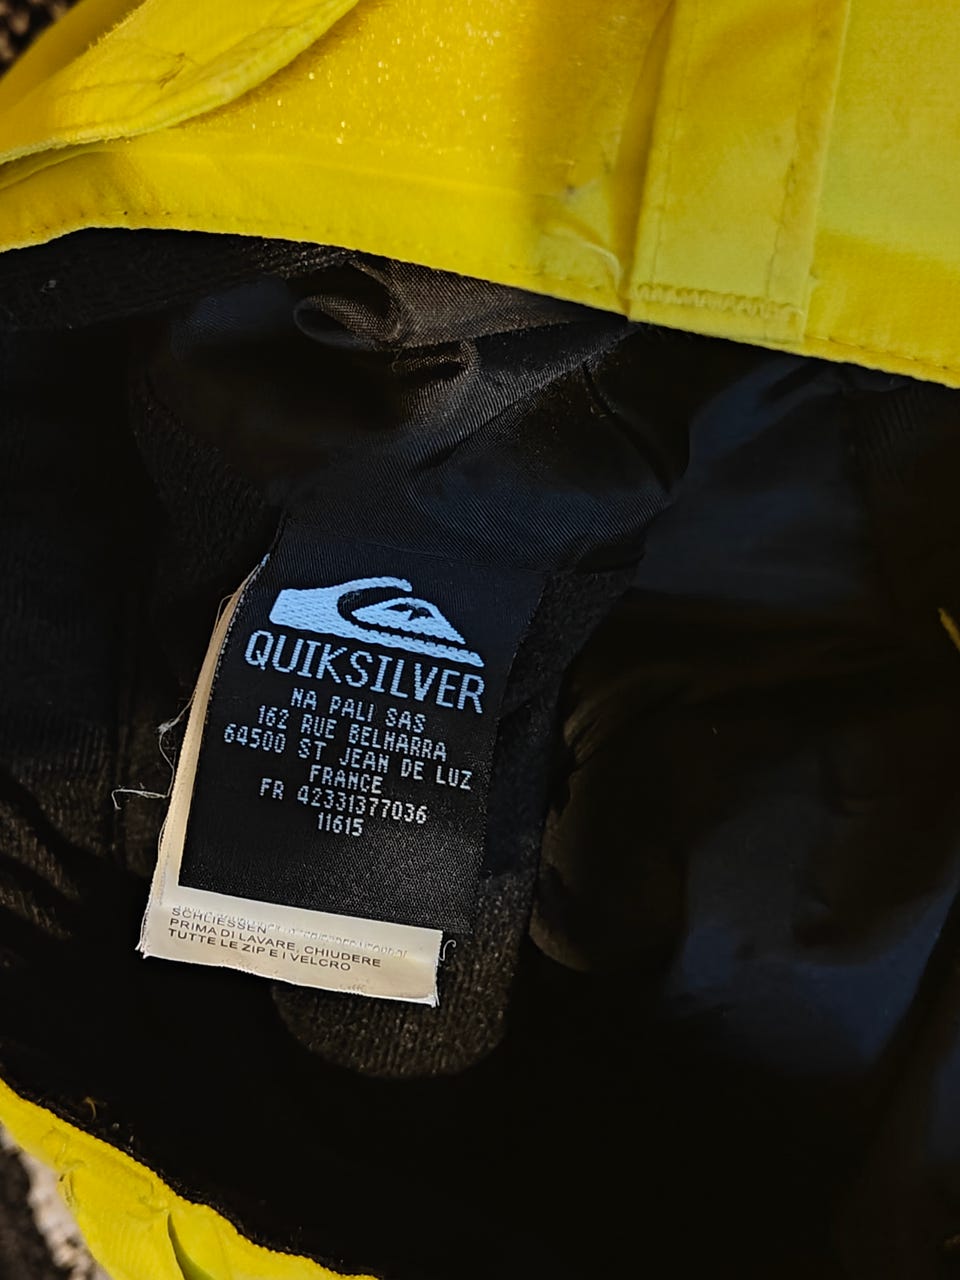 QUIKSILVER
NA PALI SAS
162 RUE BELHARRA
64500 ST JEAN DE LUZ
FRANCE
FR 42331377036
11615
SCHLIESSEN
PRIMA DI LAVARE, CHIUDERE
TUTTE LE ZIP E I VELCRO